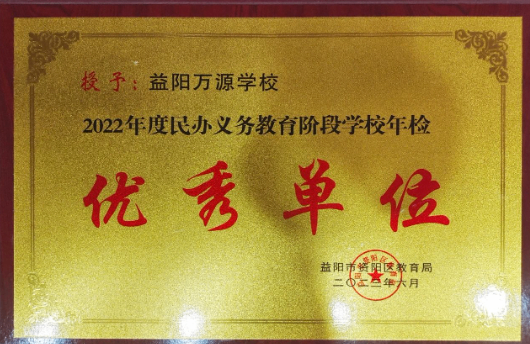 授予：益阳万源学校
2022年度民办义务教育阶段学校年检
优秀单位
益阳市资阳区教育局
二〇二三年六月